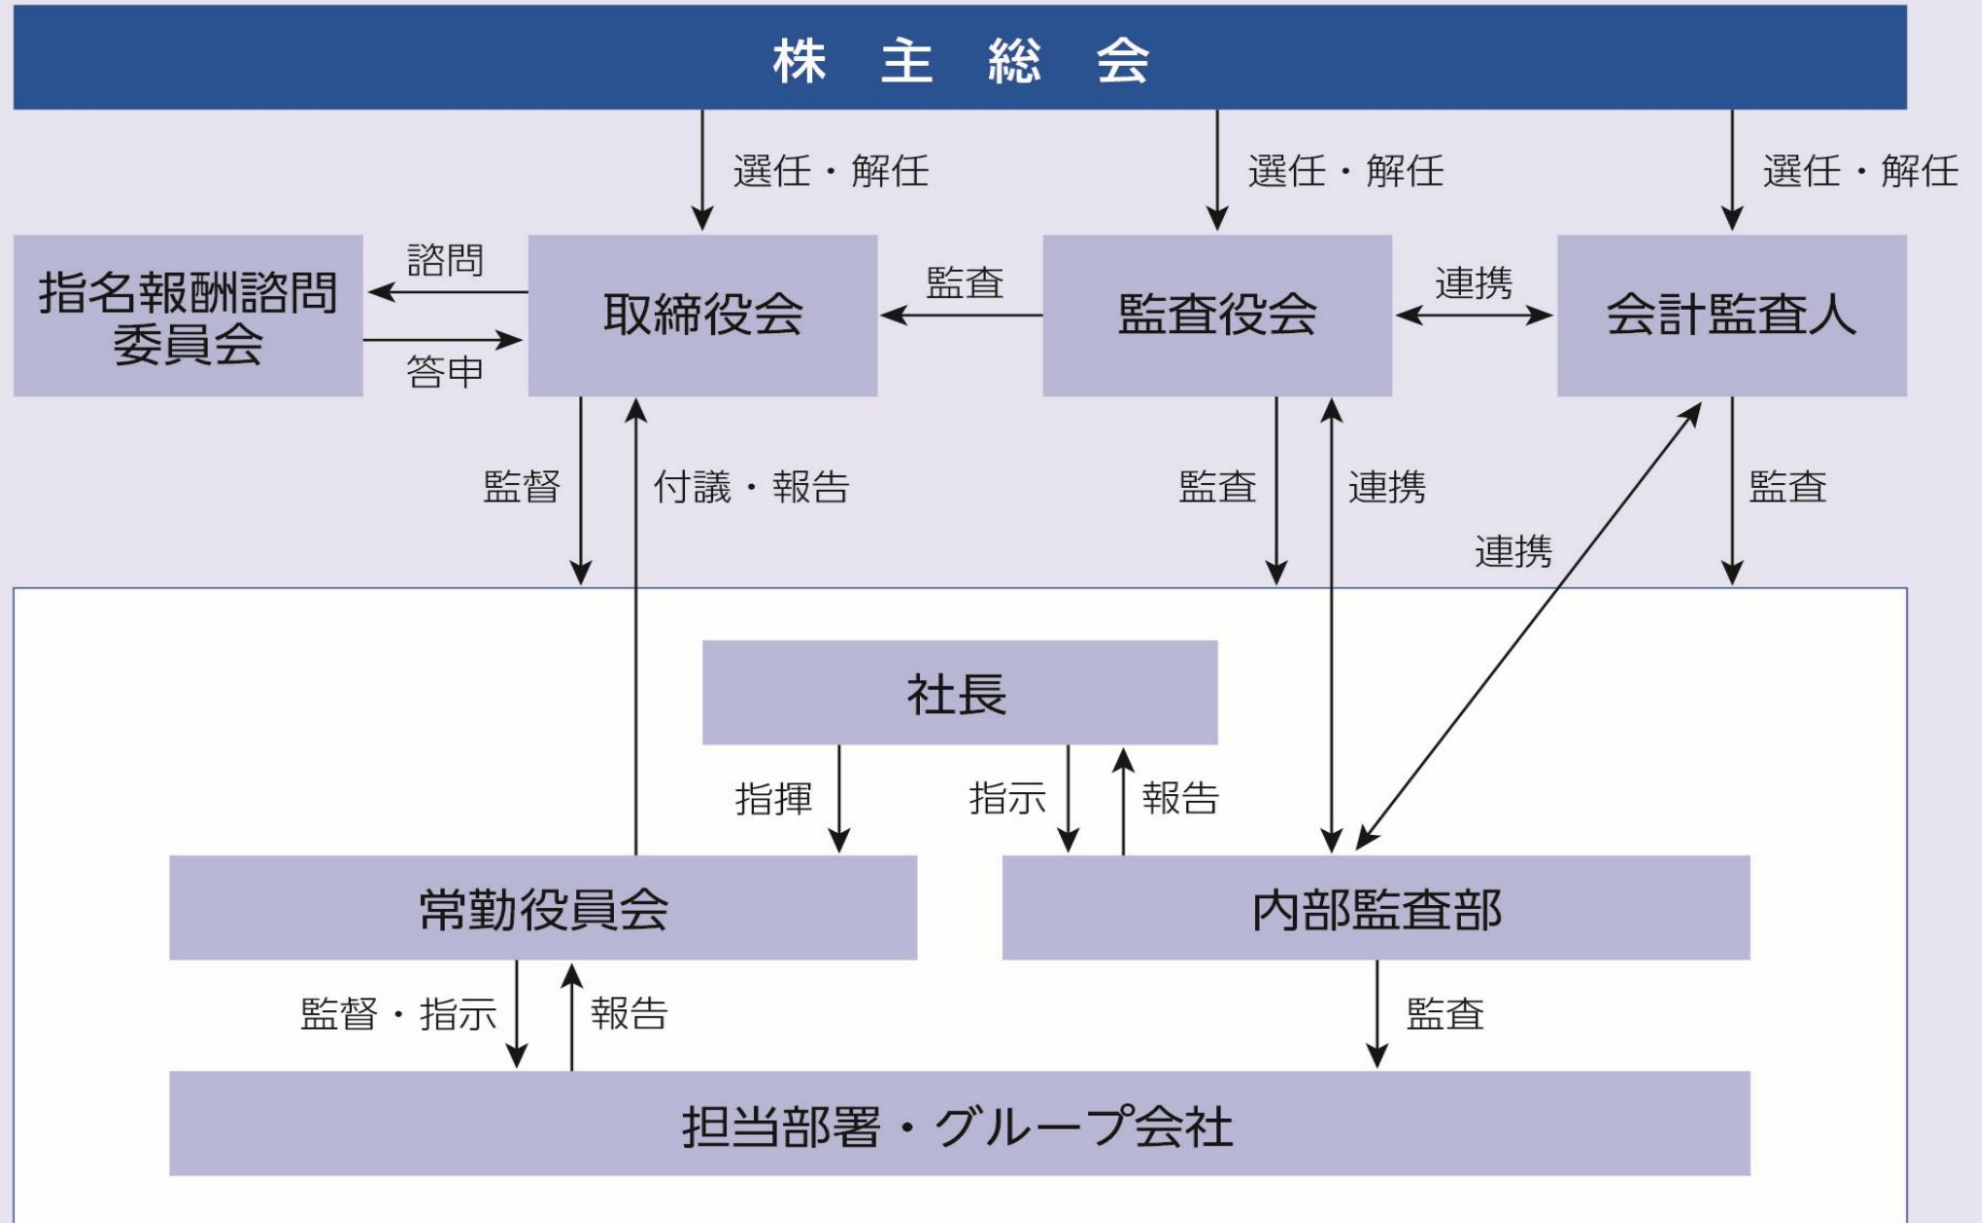 株主総会
選任・解任
選任・解任
選任・解任
指名報酬諮問
委員会
諮問
答申
取締役会
監査
監査役会
連携
会計監査人
監督
付議・報告
監査
連携
連携
監査
社長
指揮
指示
報告
常勤役員会
内部監査部
監督・指示
報告
監査
担当部署・グループ会社